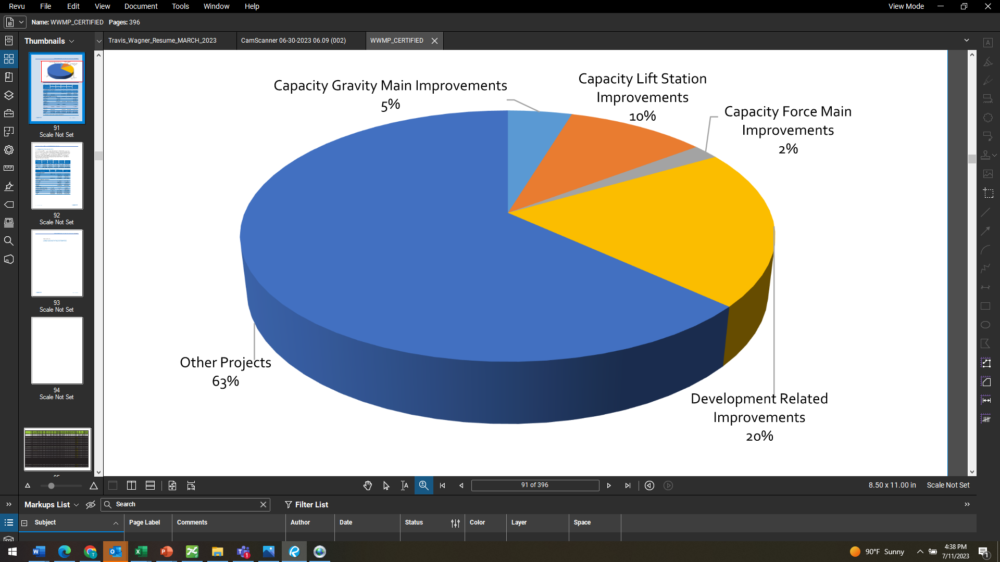 Revu File Edit View Document Tools Window Help View Mode
Name: WWMP_CERTIFIED Pages: 396
Thumbnails
Travis_Wagner_Resume_MARCH_2023 CamScanner 06-30-2023 06.09 (002) WWMP_CERTIFIED
91
Scale Not Set
92
Scale Not Set
93
Scale Not Set
94
Scale Not Set
Capacity Gravity Main Improvements
5%
Capacity Lift Station
Improvements
10%
Capacity Force Main
Improvements
2%
Other Projects
63%
Development Related
Improvements
20%
91 of 396
8.50 x 11.00 in Scale Not Set
Markups List Search Filter List
Subject Page Label Comments Author Date Status Color Layer Space
90°F Sunny
4:38 PM
7/11/2023